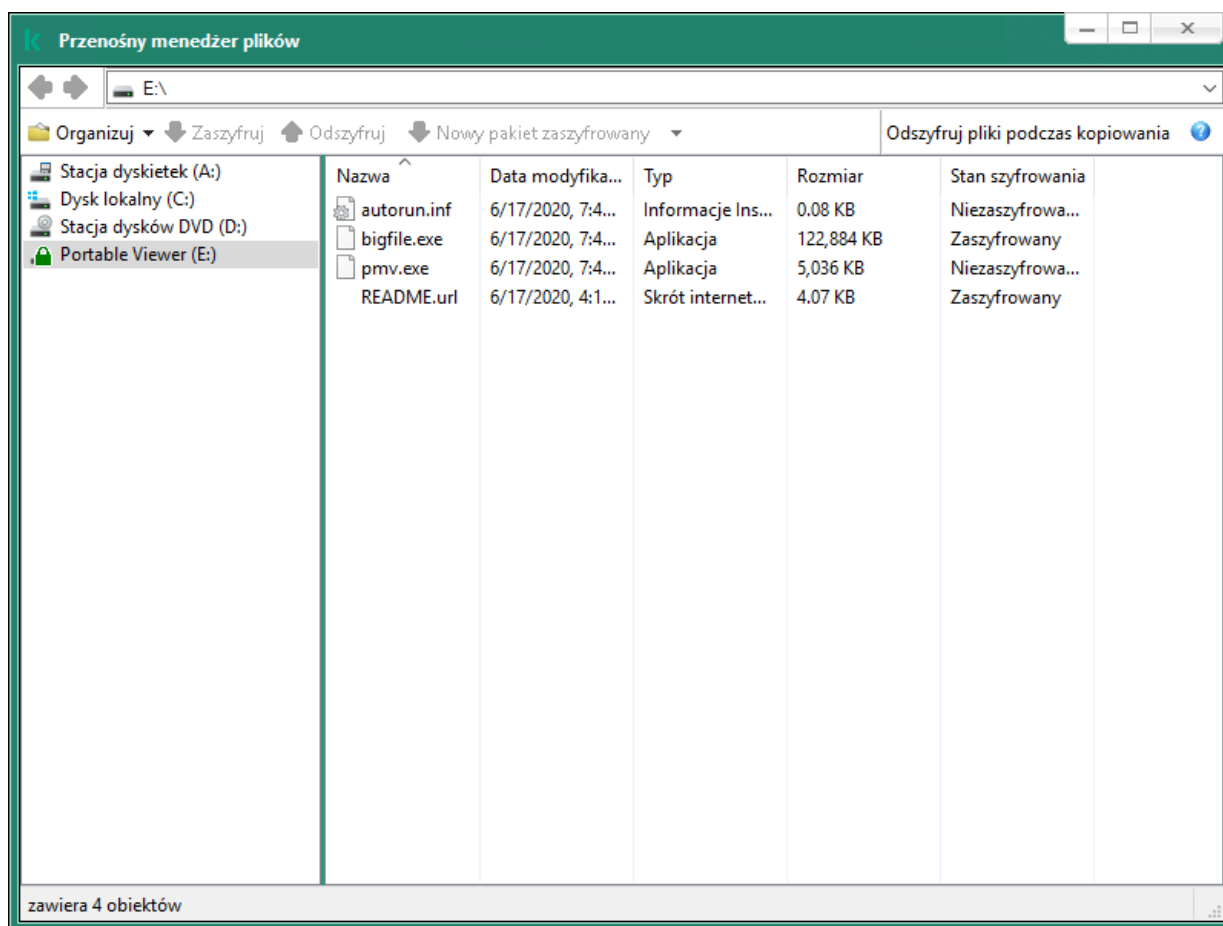 Przenośny menedżer plików
E:\
Organizuj Zaszyfruj Odszyfruj Nowy pakiet zaszyfrowany Odszyfruj pliki podczas kopiowania
Stacja dyskietek (A:)
Dysk lokalny (C:)
Stacja dysków DVD (D:)
Portable Viewer (E:)
Nazwa Data modyfika... Typ Rozmiar Stan szyfrowania
autorun.inf 6/17/2020, 7:4... Informacje Ins... 0.08 KB Niezaszyfrowa...
bigfile.exe 6/17/2020, 7:4... Aplikacja 122,884 KB Zaszyfrowany
pmv.exe 6/17/2020, 7:4... Aplikacja 5,036 KB Niezaszyfrowa...
README.url 6/17/2020, 4:1... Skrót internet... 4.07 KB Zaszyfrowany
zawiera 4 obiektów